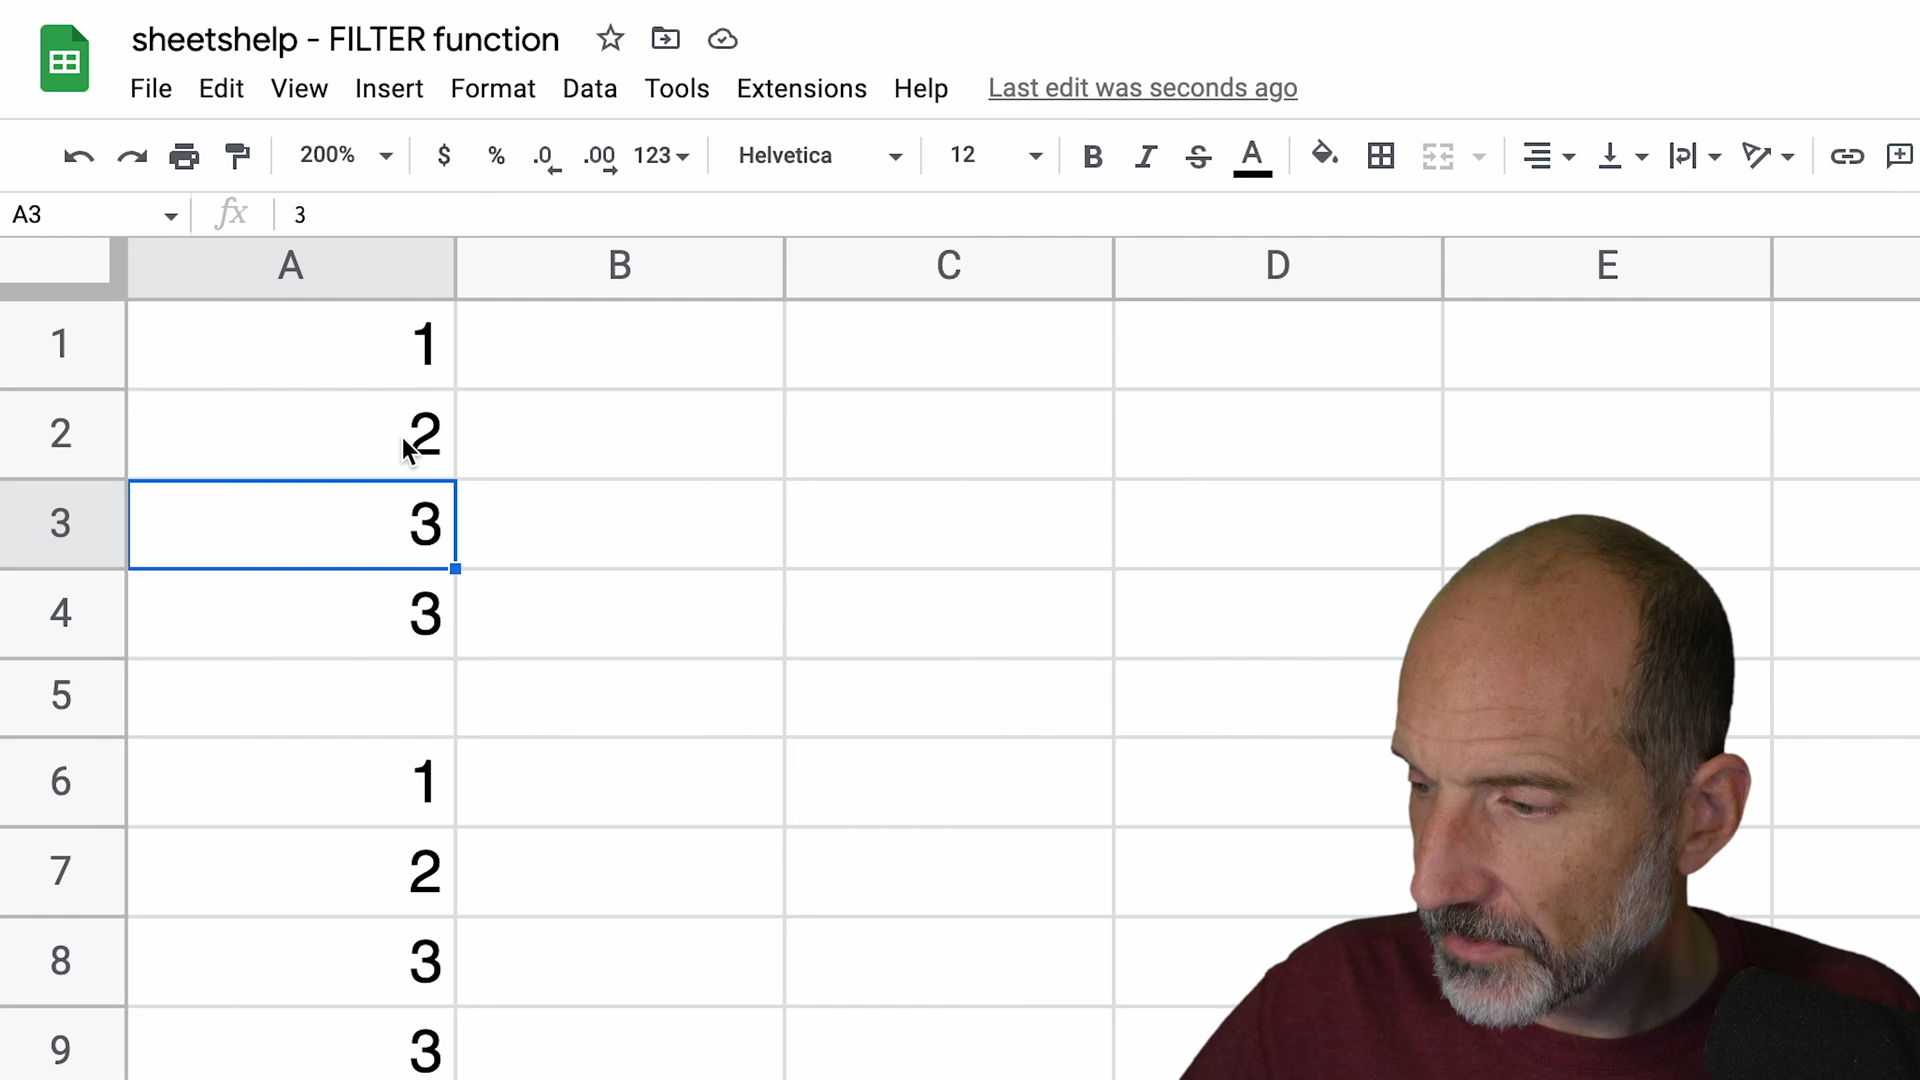 sheetshelp - FILTER function
File Edit View Insert Format Data Tools Extensions Help Last edit was seconds ago
200% $ % .0 .00 123 Helvetica 12 B I S A
A3 fx 3
A B C D E
1 1
2 2
3 3
4 3
5
6 1
7 2
8 3
9 3